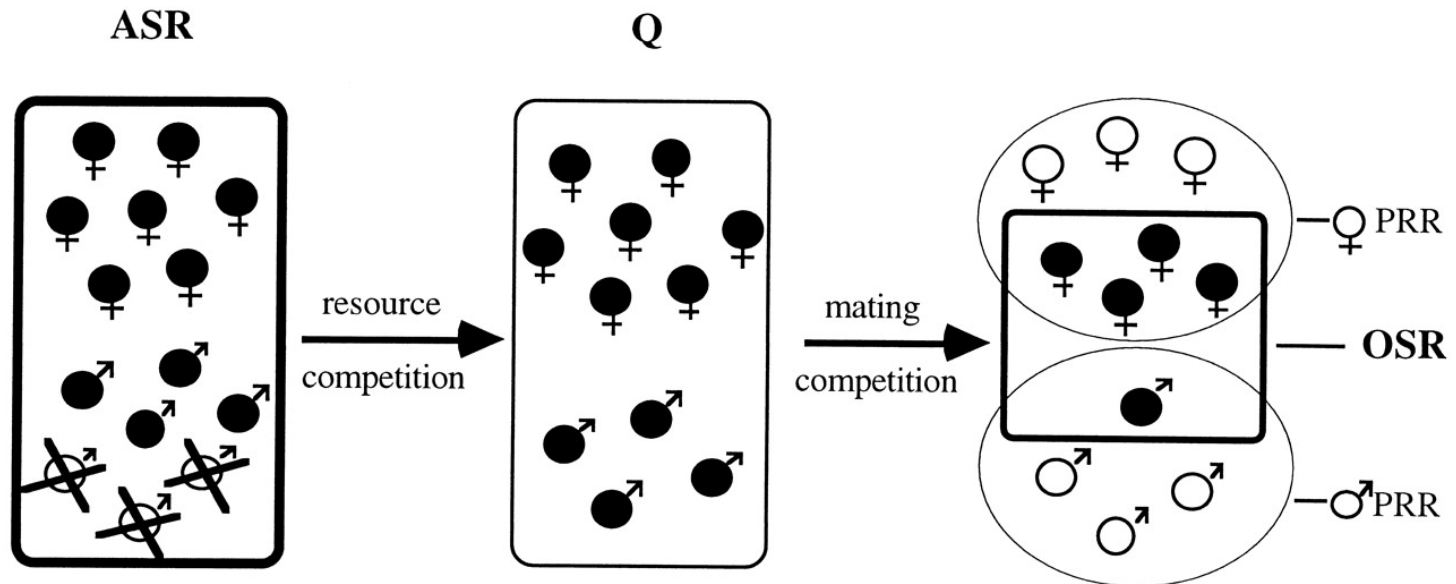 ASR
Q
resource
competition
mating
competition
♀ PRR
OSR
♂ PRR